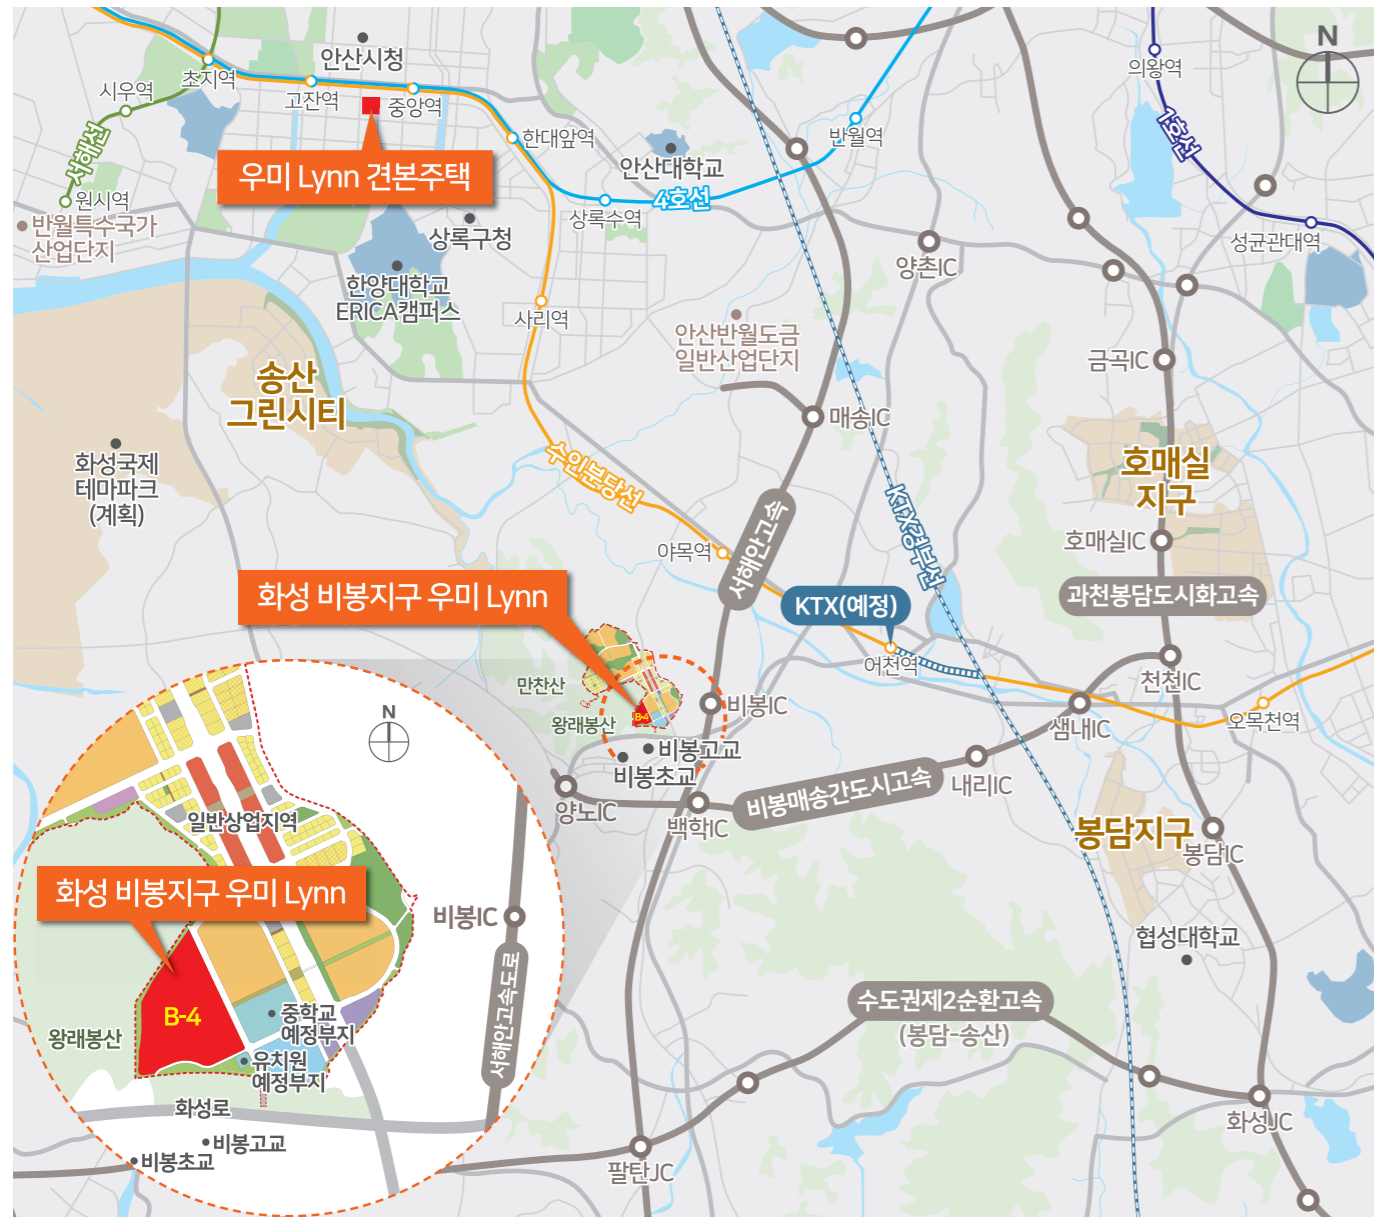 N
안산시청
의왕역
초지역
시우역
고잔역
중앙역
1호선
서해선
한대앞역
반월역
안산대학교
우미 Lynn 견본주택
4호선
원시역
상록수역
반월특수국가
산업단지
상록구청
성균관대역
양촌IC
한양대학교
ERICA캠퍼스
사리역
안산반월도금
일반산업단지
금곡IC
송산
그린시티
매송IC
화성국제
테마파크
(계획)
수인분당선
호매실
지구
서해안고속
KTX경부선
야목역
호매실IC
화성 비봉지구 우미 Lynn
KTX(예정)
과천봉담도시화고속
어천역
천천IC
만찬산
비봉IC
B-4
왕래봉산
샘내IC
오목천역
비봉고교
비봉초교
내리IC
양노IC
비봉매송간도시고속
백학IC
봉담지구
봉담IC
N
일반상업지역
화성 비봉지구 우미 Lynn
비봉IC
협성대학교
서해안고속도로
수도권제2순환고속
(봉담-송산)
B-4
중학교
예정부지
왕래봉산
유치원
예정부지
화성로
비봉고교
비봉초교
화성JC
팔탄JC